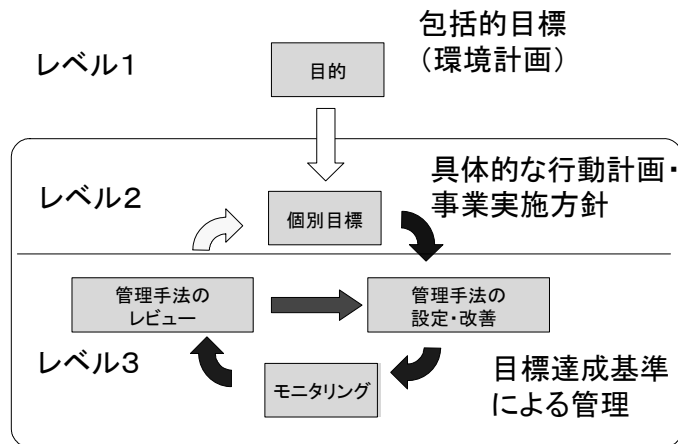 包括的目標
（環境計画）
レベル1
目的
具体的な行動計画・
事業実施方針
レベル2
個別目標
管理手法の
レビュー
管理手法の
設定・改善
レベル3
モニタリング
目標達成基準
による管理